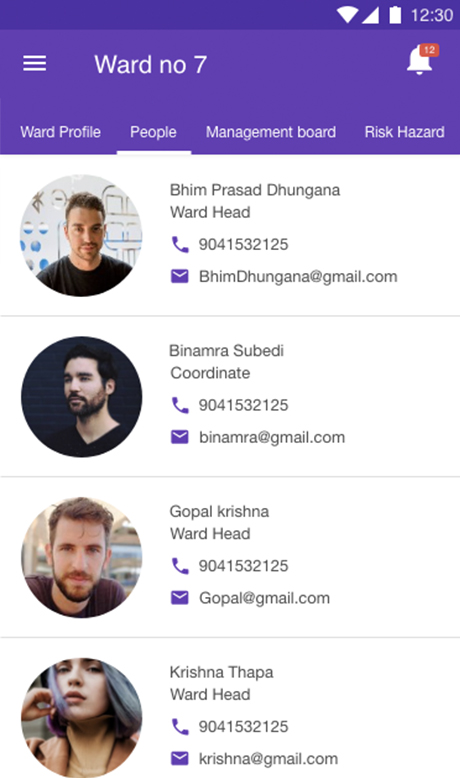 12:30
Ward no 7
12
Ward Profile People Management board Risk Hazard
Bhim Prasad Dhungana
Ward Head
9041532125
BhimDhungana@gmail.com
Binamra Subedi
Coordinate
9041532125
binamra@gmail.com
Gopal krishna
Ward Head
9041532125
Gopal@gmail.com
Krishna Thapa
Ward Head
9041532125
krishna@gmail.com